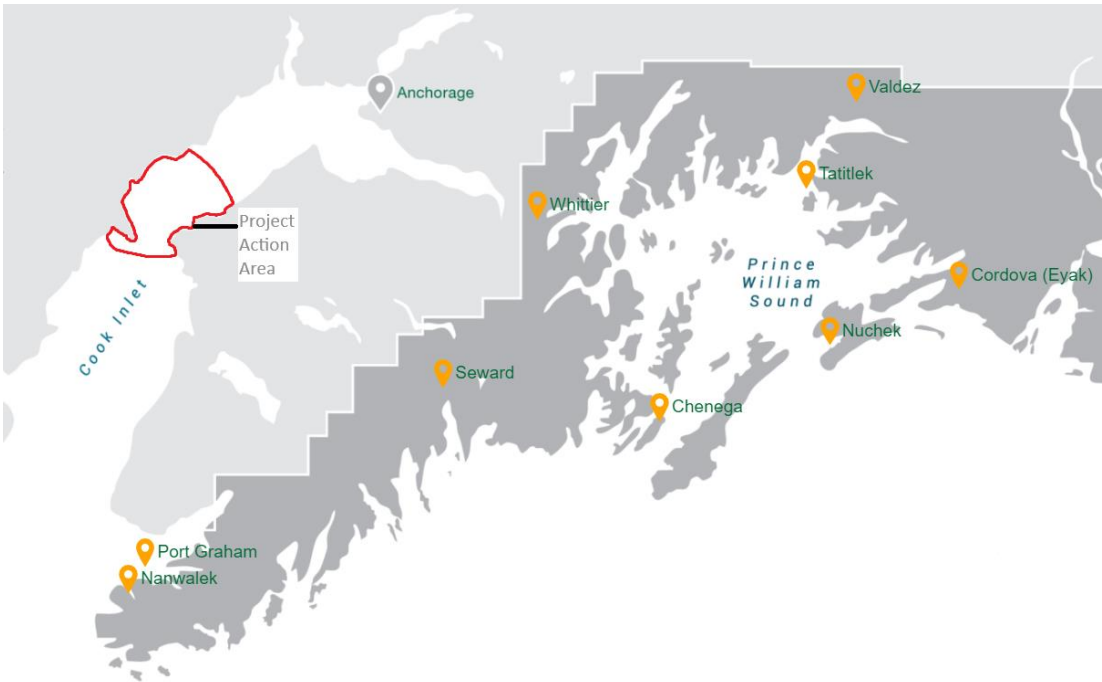 Anchorage
Valdez
Tatitlek
Whittier
Project
Action
Area
Prince
William
Sound
Cordova (Eyak)
Cook Inlet
Nuchek
Seward
Chenega
Port Graham
Nanwalek